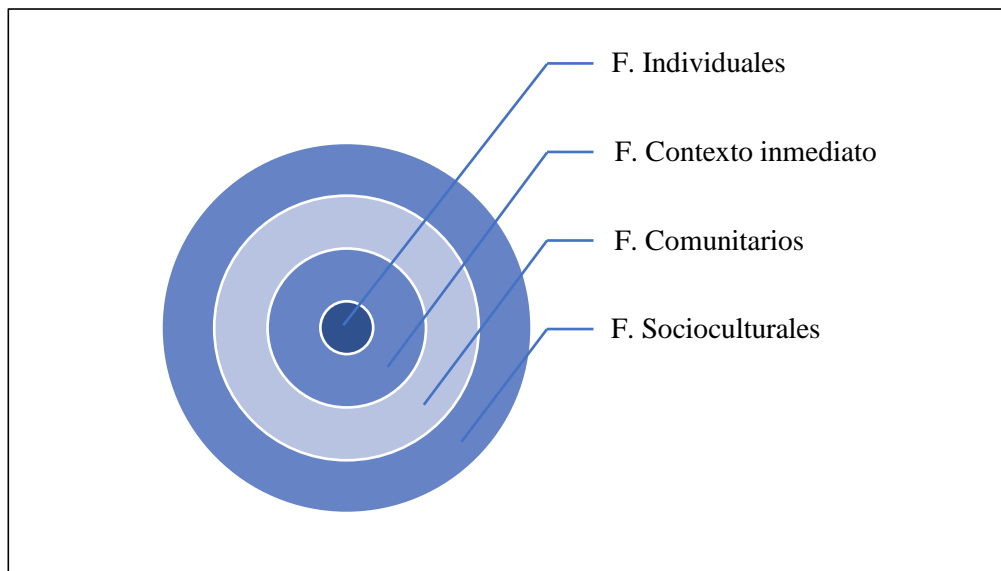 F. Individuales
F. Contexto inmediato
F. Comunitarios
F. Socioculturales